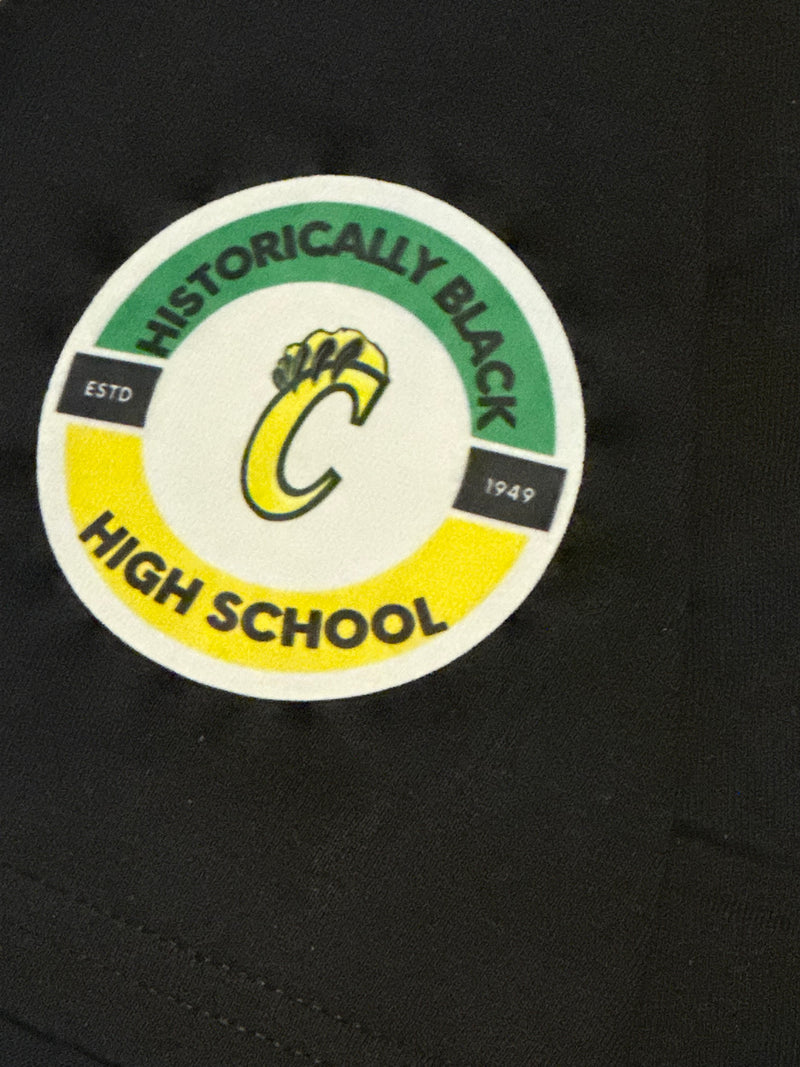 HISTORICALLY BLACK
ESTD
C
1949
HIGH SCHOOL